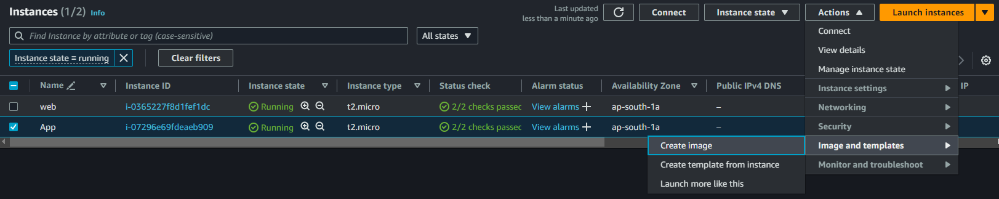 Instances (1/2) Info
Last updated
less than a minute ago
Connect
Instance state
Actions
Launch instances
Find Instance by attribute or tag (case-sensitive)
All states
Instance state = running
Clear filters
Connect
View details
Manage instance state
Instance settings
Networking
Security
Image and templates
Monitor and troubleshoot
Create image
Create template from instance
Launch more like this
Name Instance ID Instance state Instance type Status check Alarm status Availability Zone Public IPv4 DNS IP
web i-0365227f8d1fef1dc Running t2.micro 2/2 checks passec View alarms + ap-south-1a –
App i-07296e69fdeaeb909 Running t2.micro 2/2 checks passec View alarms + ap-south-1a –